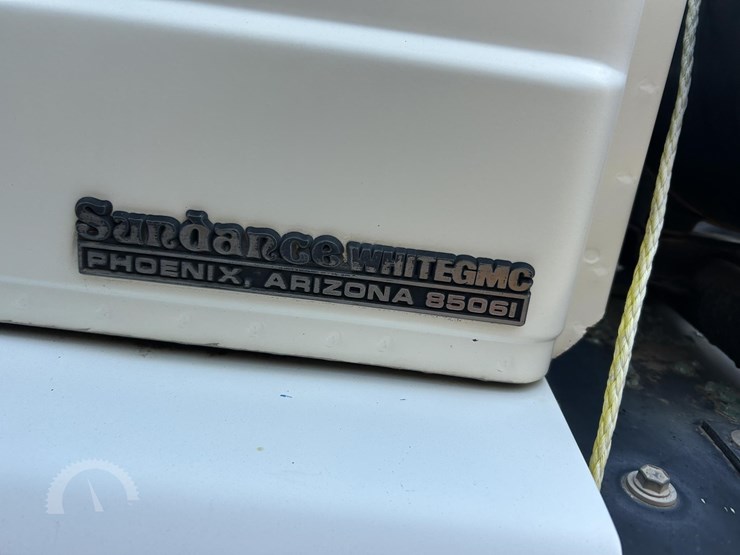 Sundance WHITEGMC
PHOENIX, ARIZONA 85061